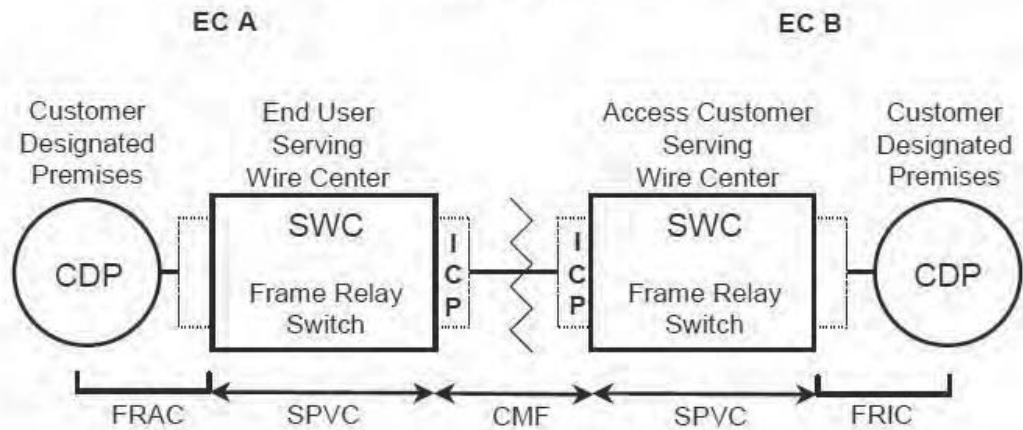 EC A
EC B
Customer
Designated
Premises
End User
Serving
Wire Center
Access Customer
Serving
Wire Center
Customer
Designated
Premises
CDP
SWC
Frame Relay
Switch
I
C
P
I
C
P
SWC
Frame Relay
Switch
CDP
FRAC
SPVC
CMF
SPVC
FRIC